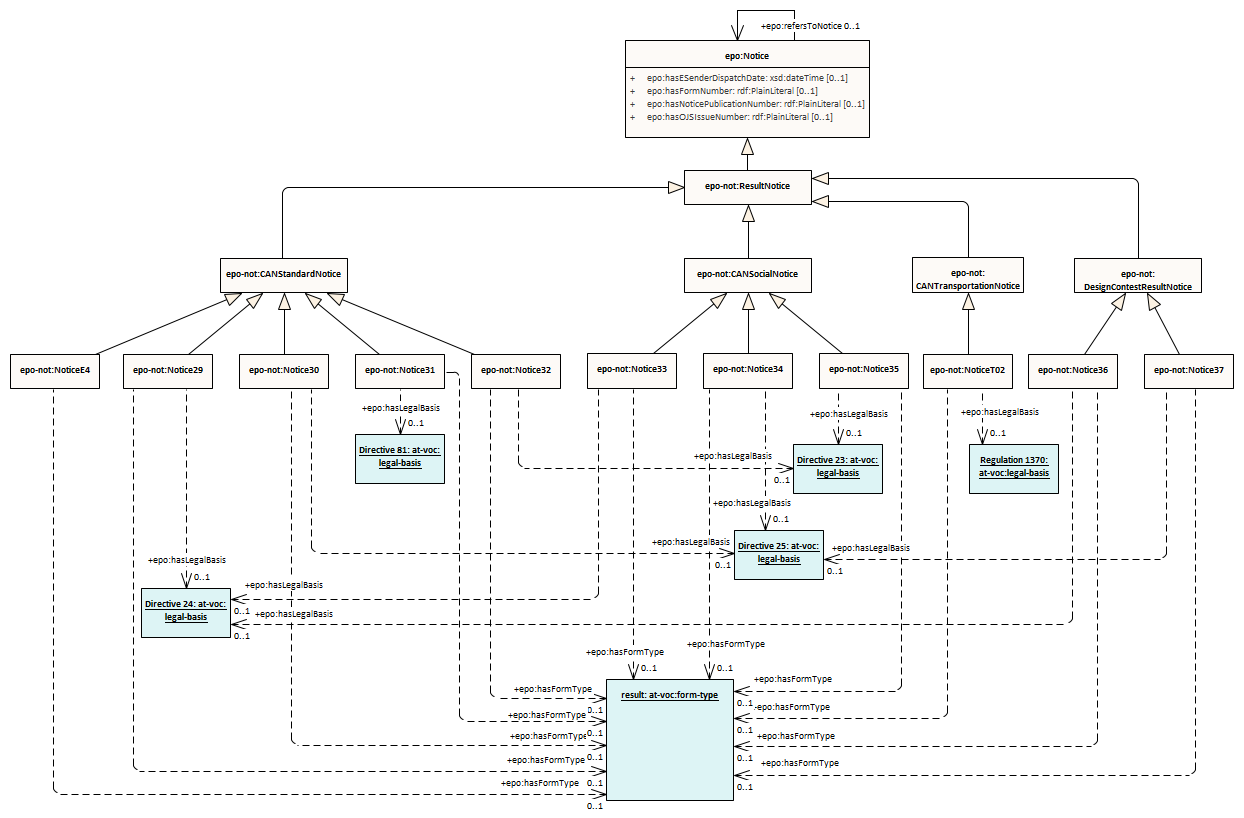 +epo:refersToNotice 0..1
epo:Notice
+ epo:hasESenderDispatchDate: xsd:dateTime [0..1]
+ epo:hasFormNumber: rdf:PlainLiteral [0..1]
+ epo:hasNoticePublicationNumber: rdf:PlainLiteral [0..1]
+ epo:hasOJSIssueNumber: rdf:PlainLiteral [0..1]
epo-not:ResultNotice
epo-not:CANStandardNotice
epo-not:CANSocialNotice
epo-not:
CANTransportationNotice
epo-not:
DesignContestResultNotice
epo-not:NoticeE4
epo-not:Notice29
epo-not:Notice30
epo-not:Notice31
epo-not:Notice32
epo-not:Notice33
epo-not:Notice34
epo-not:Notice35
epo-not:NoticeT02
epo-not:Notice36
epo-not:Notice37
+epo:hasLegalBasis
0..1
+epo:hasLegalBasis
0..1
+epo:hasLegalBasis
0..1
Directive 81: at-voc:
legal-basis
+epo:hasLegalBasis
0..1
Directive 23: at-voc:
legal-basis
Regulation 1370:
at-voc:legal-basis
+epo:hasLegalBasis
0..1
+epo:hasLegalBasis
0..1
Directive 25: at-voc:
legal-basis
+epo:hasLegalBasis
0..1
+epo:hasLegalBasis
0..1
+epo:hasLegalBasis
0..1
Directive 24: at-voc:
legal-basis
+epo:hasLegalBasis
0..1
+epo:hasFormType
0..1
+epo:hasFormType
0..1
result: at-voc:form-type
+epo:hasFormType
0..1
+epo:hasFormType
0..1
+epo:hasFormType
0..1
+epo:hasFormType
0..1
+epo:hasFormType
0..1
+epo:hasFormType
0..1
-epo:hasFormType
0..1
+epo:hasFormType
0..1
+epo:hasFormType
0..1